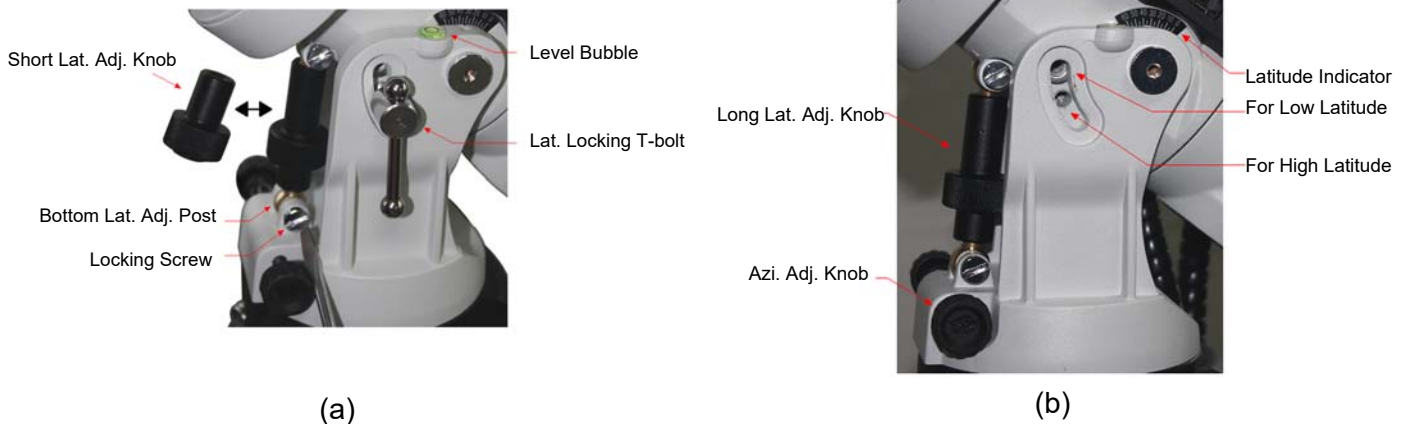 Short Lat. Adj. Knob
Level Bubble
Lat. Locking T-bolt
Bottom Lat. Adj. Post
Locking Screw
(a)
Latitude Indicator
For Low Latitude
Long Lat. Adj. Knob
For High Latitude
Azi. Adj. Knob
(b)